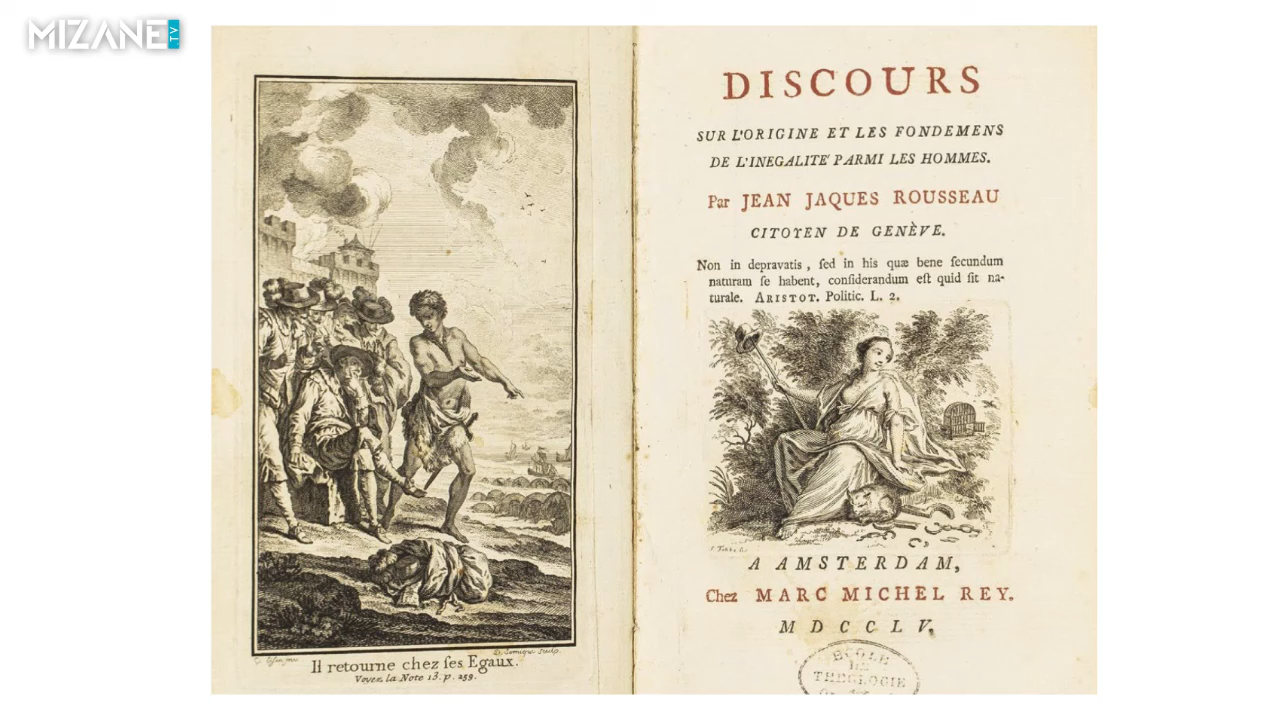 MIZANE TV
Il retourne chez ſes Egaux.
Voyez la Note 13. p. 259.
DISCOURS
SUR L'ORIGINE ET LES FONDEMENS
DE L'INEGALITÉ PARMI LES HOMMES.
Par JEAN JAQUES ROUSSEAU
CITOYEN DE GENÈVE.
Non in depravatis, ſed in his quæ bene ſecundum
naturam ſe habent, conſiderandum eſt quid ſit na-
turale. ARISTOT. Politic. L. 2.
A AMSTERDAM,
Chez MARC MICHEL REY.
MDCCLV.
ÉCOLE
DE
THEOLOGIE